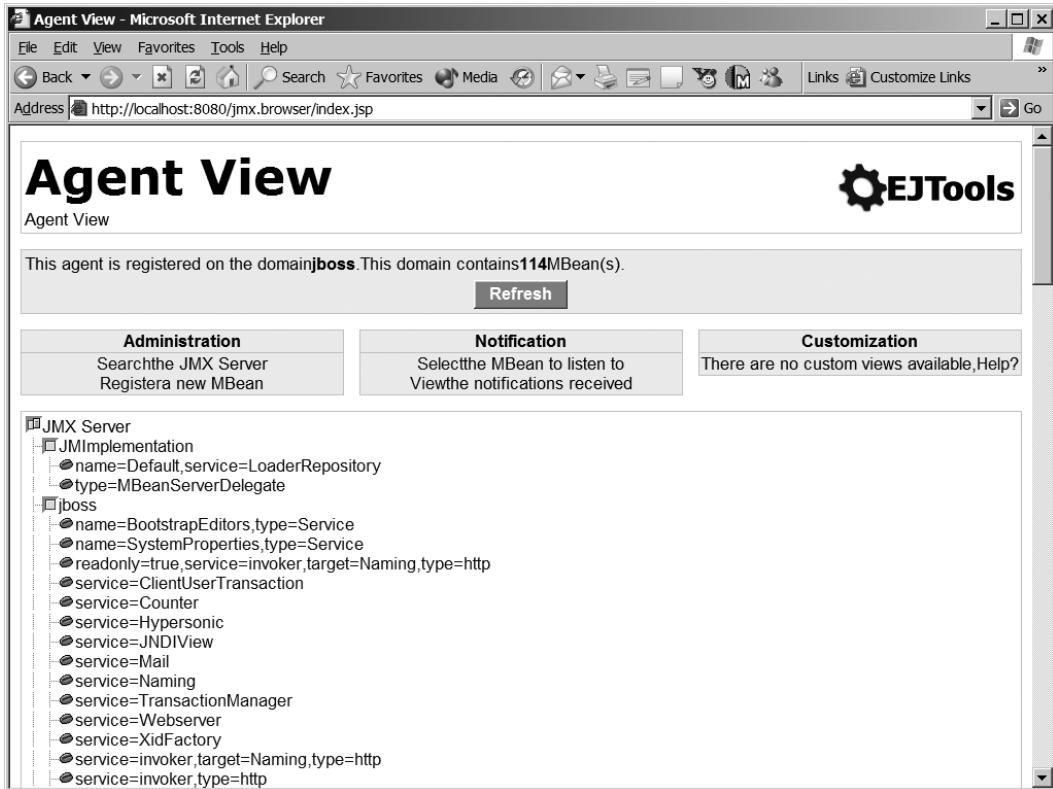 Agent View - Microsoft Internet Explorer
File Edit View Favorites Tools Help
Back Search Favorites Media Links Customize Links »
Address http://localhost:8080/jmx.browser/index.jsp Go
Agent View
EJTools
Agent View
This agent is registered on the domainjboss.This domain contains114MBean(s).
Refresh
Administration
Searchthe JMX Server
Registera new MBean
Notification
Selectthe MBean to listen to
Viewthe notifications received
Customization
There are no custom views available,Help?
JMX Server
JMImplementation
name=Default,service=LoaderRepository
type=MBeanServerDelegate
jboss
name=BootstrapEditors,type=Service
name=SystemProperties,type=Service
readonly=true,service=invoker,target=Naming,type=http
service=ClientUserTransaction
service=Counter
service=Hypersonic
service=JNDIView
service=Mail
service=Naming
service=TransactionManager
service=Webserver
service=XidFactory
service=invoker,target=Naming,type=http
service=invoker,type=http